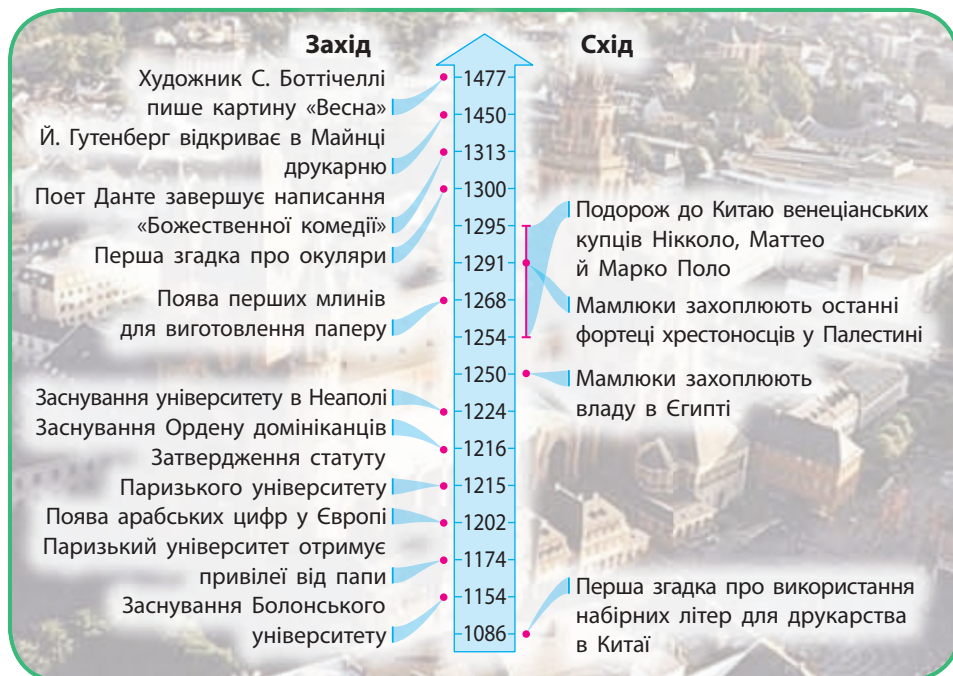 Захід
Художник С. Боттічеллі
пише картину «Весна»
Й. Гутенберг відкриває в Майнці
друкарню
Поет Данте завершує написання
«Божественної комедії»
Перша згадка про окуляри
Поява перших млинів
для виготовлення паперу
Заснування університету в Неаполі
Заснування Ордену домініканців
Затвердження статуту
Паризького університету
Поява арабських цифр у Європі
Паризький університет отримує
привілеї від папи
Заснування Болонського
університету
1477
1450
1313
1300
1295
1291
1268
1254
1250
1224
1216
1215
1202
1174
1154
1086
Схід
Подорож до Китаю венеціанських
купців Нікколо, Маттео
й Марко Поло
Мамлюки захоплюють останні
фортеці хрестоносців у Палестині
Мамлюки захоплюють
владу в Єгипті
Перша згадка про використання
набірних літер для друкарства
в Китаї